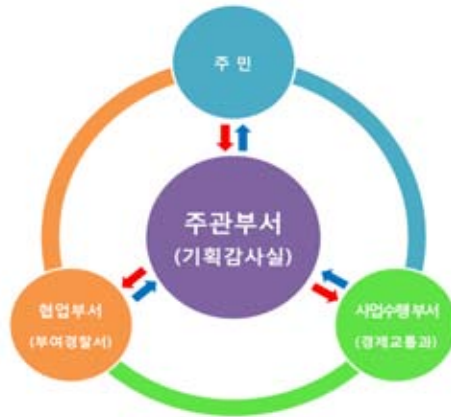 주 민
주관부서
(기획감사실)
협업부서
(부여경찰서)
사업수행부서
(경제교통과)